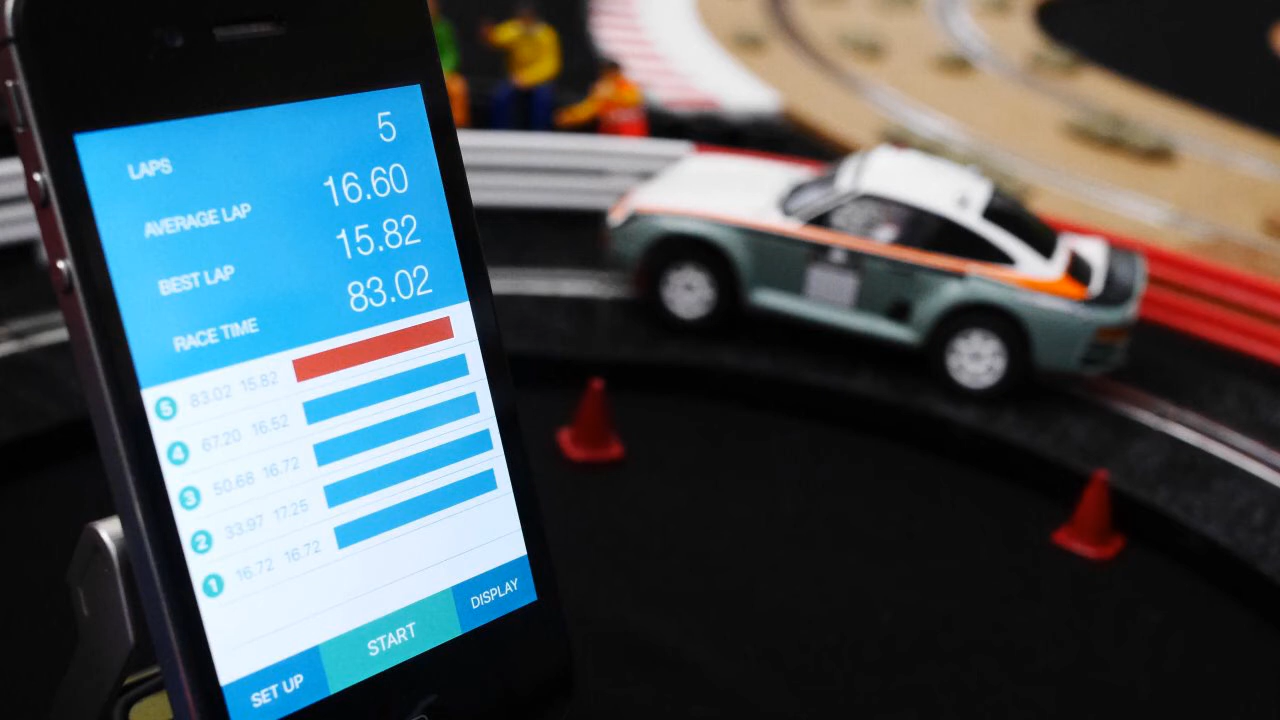 LAPS 5
AVERAGE LAP 16.60
BEST LAP 15.82
RACE TIME 83.02
5 83.02 15.82
4 67.20 16.52
3 50.68 16.72
2 33.97 17.25
1 16.72 16.72
SET UP START DISPLAY